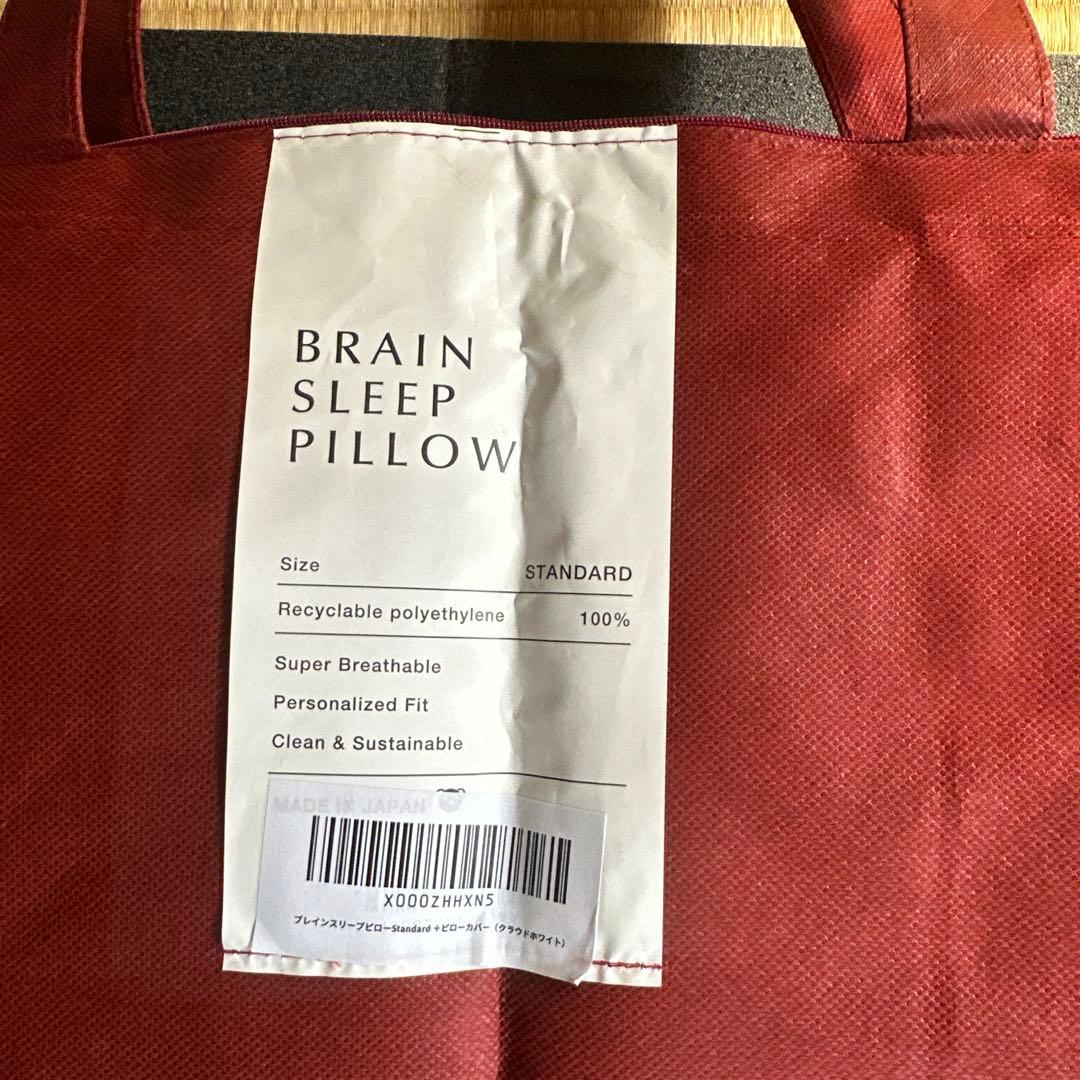 BRAIN
SLEEP
PILLOW
Size STANDARD
Recyclable polyethylene 100%
Super Breathable
Personalized Fit
Clean & Sustainable
MADE IN JAPAN
X000ZHHXN5
ブレインスリープピローStandard +ピローカバー（クラウドホワイト）